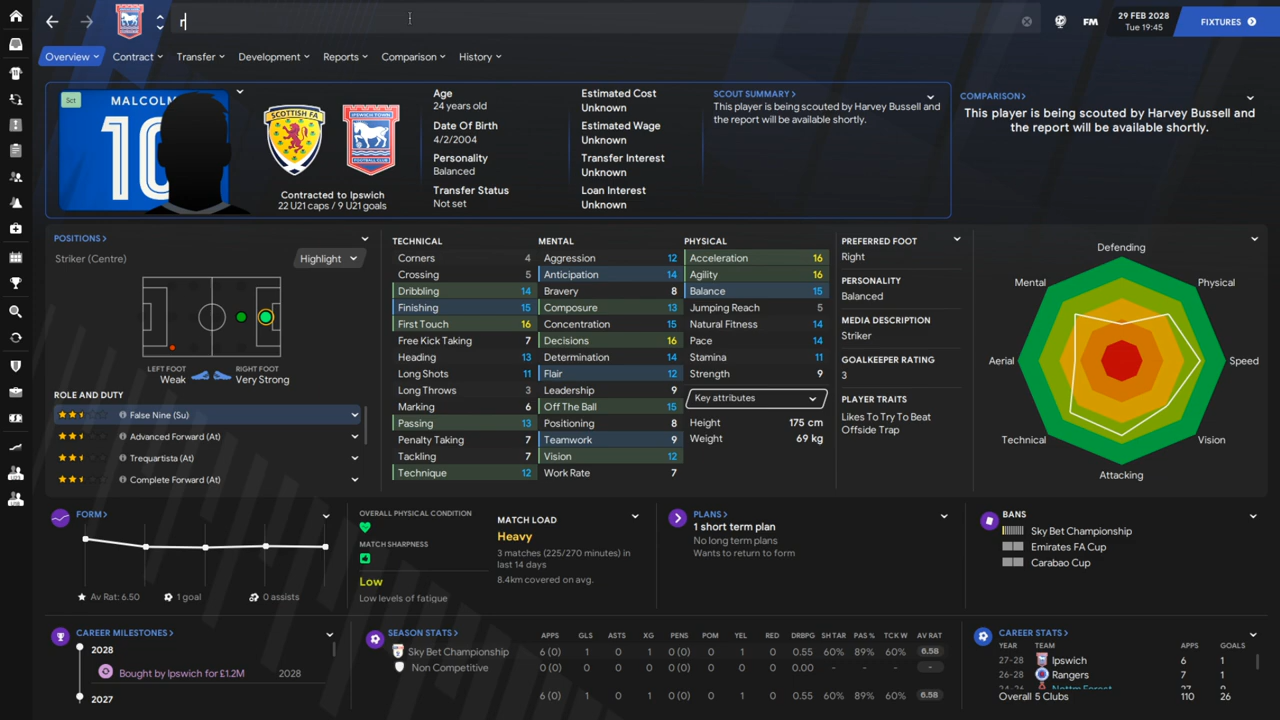 r
29 FEB 2028
Tue 19:45
FM
FIXTURES
Overview
Contract
Transfer
Development
Reports
Comparison
History
Sct
MALCOLM
10
SCOTTISH FA
IPSWICH TOWN
FOOTBALL CLUB
Contracted to Ipswich
22 U21 caps / 9 U21 goals
Age
24 years old
Date Of Birth
4/2/2004
Personality
Balanced
Transfer Status
Not set
Estimated Cost
Unknown
Estimated Wage
Unknown
Transfer Interest
Unknown
Loan Interest
Unknown
SCOUT SUMMARY>
This player is being scouted by Harvey Bussell and
the report will be available shortly.
COMPARISON>
This player is being scouted by Harvey Bussell and
the report will be available shortly.
POSITIONS>
Striker (Centre)
Highlight
LEFT FOOT
Weak
RIGHT FOOT
Very Strong
ROLE AND DUTY
False Nine (Su)
Advanced Forward (At)
Trequartista (At)
Complete Forward (At)
TECHNICAL
Corners 4
Crossing 5
Dribbling 14
Finishing 15
First Touch 16
Free Kick Taking 7
Heading 13
Long Shots 11
Long Throws 3
Marking 6
Passing 13
Penalty Taking 7
Tackling 7
Technique 12
MENTAL
Aggression 12
Anticipation 14
Bravery 8
Composure 13
Concentration 15
Decisions 16
Determination 14
Flair 12
Leadership 9
Off The Ball 15
Positioning 8
Teamwork 9
Vision 12
Work Rate 7
PHYSICAL
Acceleration 16
Agility 16
Balance 15
Jumping Reach 5
Natural Fitness 14
Pace 14
Stamina 11
Strength 9
Key attributes
Height 175 cm
Weight 69 kg
PREFERRED FOOT
Right
PERSONALITY
Balanced
MEDIA DESCRIPTION
Striker
GOALKEEPER RATING
3
PLAYER TRAITS
Likes To Try To Beat
Offside Trap
Defending
Mental
Physical
Aerial
Speed
Technical
Vision
Attacking
FORM>
Av Rat: 6.50
1 goal
0 assists
OVERALL PHYSICAL CONDITION
MATCH SHARPNESS
Low
Low levels of fatigue
MATCH LOAD
Heavy
3 matches (225/270 minutes) in
last 14 days
8.4km covered on avg.
PLANS>
1 short term plan
No long term plans
Wants to return to form
BANS
Sky Bet Championship
Emirates FA Cup
Carabao Cup
CAREER MILESTONES>
2028
Bought by Ipswich for £1.2M 2028
2027
SEASON STATS> APPS GLS ASTS XG PENS POM YEL RED DRBPG SH TAR PAS % TCK W AV RAT
Sky Bet Championship 6 (0) 1 0 1 0 (0) 0 1 0 0.55 60% 89% 60% 6.58
Non Competitive 0 (0) 0 0 0 0 (0) 0 0 0 0.00 - - - -
6 (0) 1 0 1 0 (0) 0 1 0 0.55 60% 89% 60% 6.58
CAREER STATS>
YEAR TEAM APPS GOALS
27-28 Ipswich 6 1
26-28 Rangers 7 1
Overall 5 Clubs 110 26